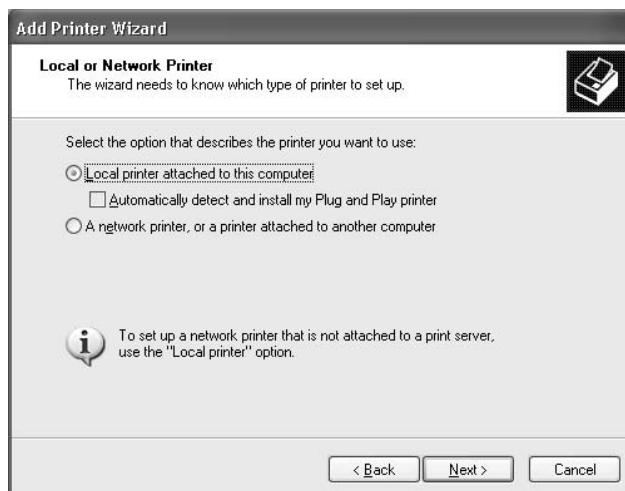 Add Printer Wizard
Local or Network Printer
The wizard needs to know which type of printer to set up.
Select the option that describes the printer you want to use:
Local printer attached to this computer
Automatically detect and install my Plug and Play printer
A network printer, or a printer attached to another computer
To set up a network printer that is not attached to a print server,
use the "Local printer" option.
< Back
Next >
Cancel